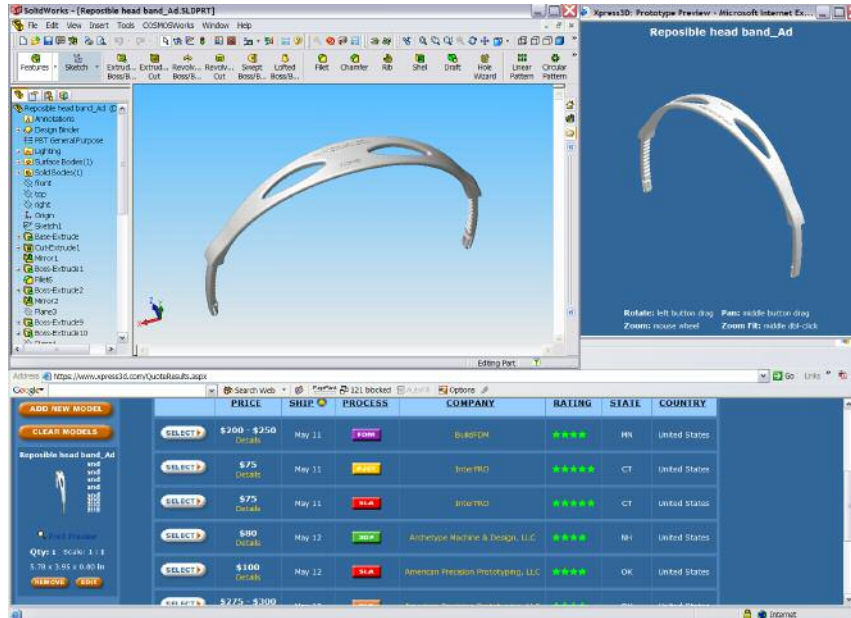 SolidWorks - [Reposible head band_Ad.SLDPRT]
File Edit View Insert Tools COSMOSWorks Window Help
Features Sketch Extrud... Boss/B... Extrud... Cut Revolv... Boss/B... Revolv... Cut Swept Boss/B... Lofted Boss/B... Fillet Chamfer Rib Shell Draft Hole Wizard Linear Pattern Circular Pattern
Reposible head band_Ad
Annotations
Design Binder
PBT General Purpose
Lighting
Surface Bodies(1)
Solid Bodies(1)
front
top
right
Origin
Sketch1
Base-Extrude
Cut-Extrude1
Mirror1
Boss-Extrude1
Fillet6
Boss-Extrude2
Mirror2
Plane3
Boss-Extrude9
Boss-Extrude10
Editing Part
Xpress3D: Prototype Preview - Microsoft Internet Ex...
Reposible head band_Ad
Rotate: left button drag Pan: middle button drag
Zoom: mouse wheel Zoom Fit: middle dbl-click
Address https://www.xpress3d.com/QuoteResults.aspx Go Links
Google Search Web 121 blocked Options
ADD NEW MODEL
CLEAR MODELS
Reposible head band_Ad
Qty: 1 Scale: 1 : 1
5.78 x 3.95 x 0.80 in
REMOVE EDIT
PRICE SHIP PROCESS COMPANY RATING STATE COUNTRY
SELECT $200 - $250 Details May 11 FDM BuildFDM MN United States
SELECT $75 Details May 11 InterPRO CT United States
SELECT $75 Details May 11 SLA InterPRO CT United States
SELECT $80 Details May 12 3DP Archetype Machine & Design, LLC NH United States
SELECT $100 Details May 12 SLA American Precision Prototyping, LLC OK United States
SELECT $275 - $300
Internet